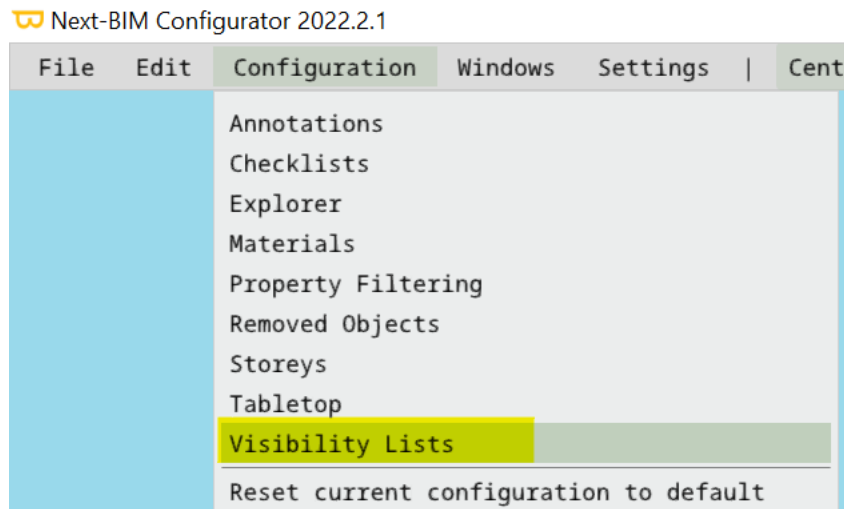 Next-BIM Configurator 2022.2.1
File Edit Configuration Windows Settings | Cent
Annotations
Checklists
Explorer
Materials
Property Filtering
Removed Objects
Storeys
Tabletop
Visibility Lists
Reset current configuration to default